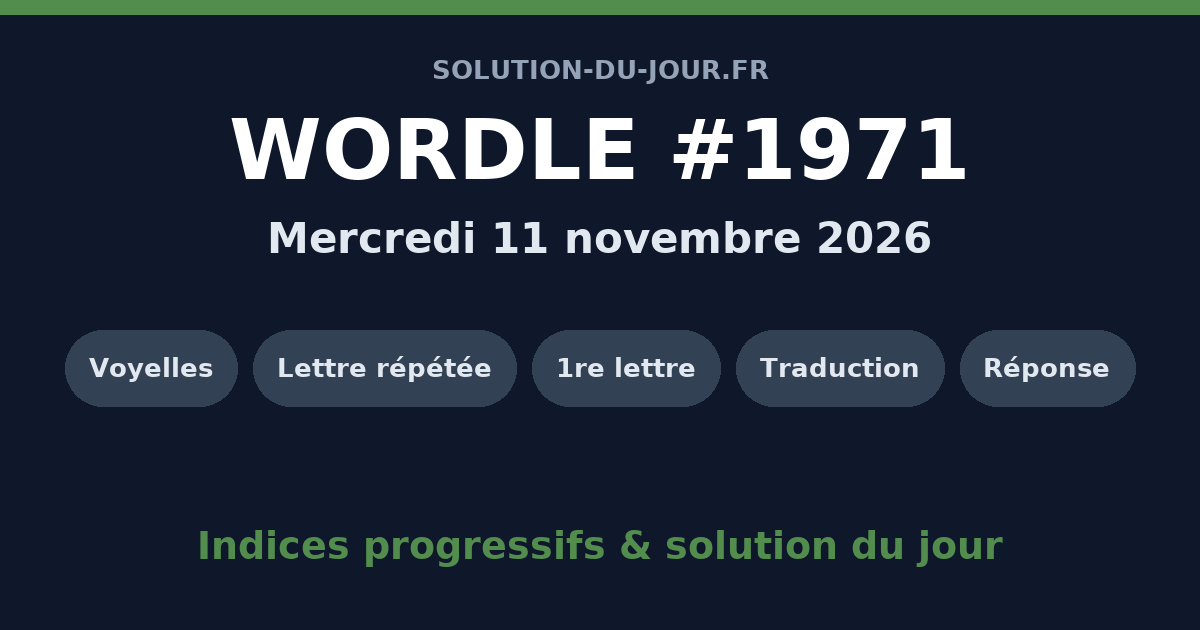 SOLUTION-DU-JOUR.FR
WORDLE #1971
Mercredi 11 novembre 2026
Voyelles Lettre répétée 1re lettre Traduction Réponse
Indices progressifs & solution du jour